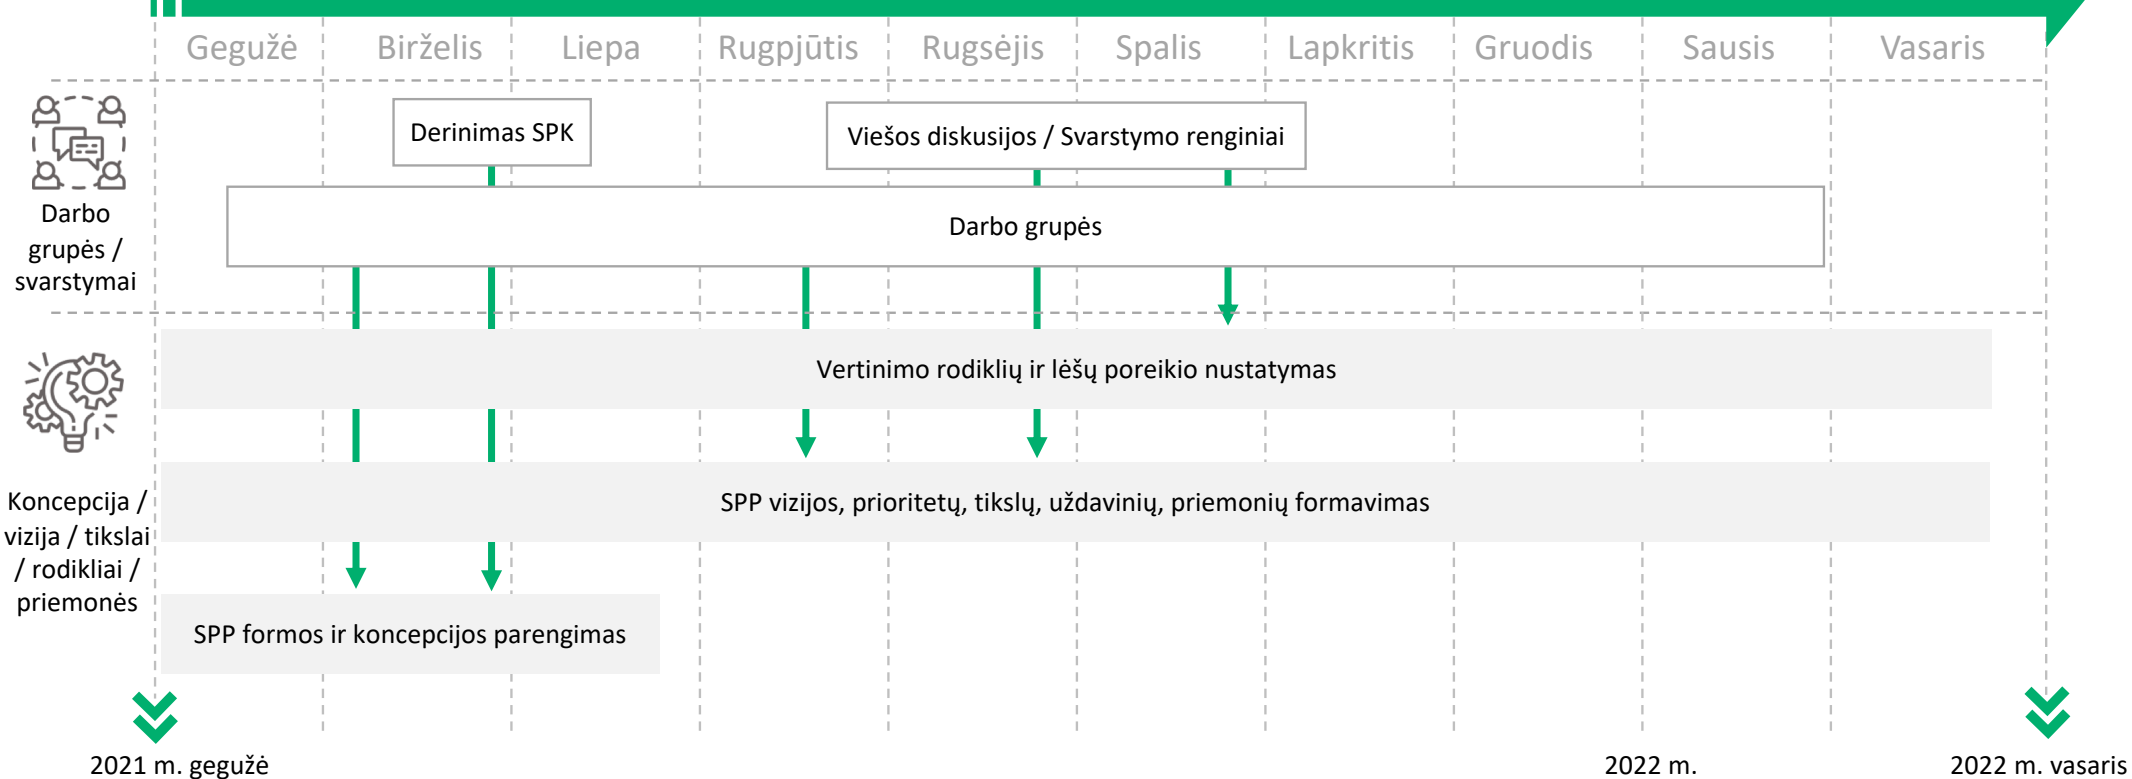 Gegužė
Birželis
Liepa
Rugpjūtis
Rugsėjis
Spalis
Lapkritis
Gruodis
Sausis
Vasaris
Derinimas SPK
Viešos diskusijos / Svarstymo renginiai
Darbo
grupės /
svarstymai
Darbo grupės
Vertinimo rodiklių ir lėšų poreikio nustatymas
Koncepcija /
vizija / tikslai
/ rodikliai /
priemonės
SPP vizijos, prioritetų, tikslų, uždavinių, priemonių formavimas
SPP formos ir koncepcijos parengimas
2021 m. gegužė
2022 m.
2022 m. vasaris